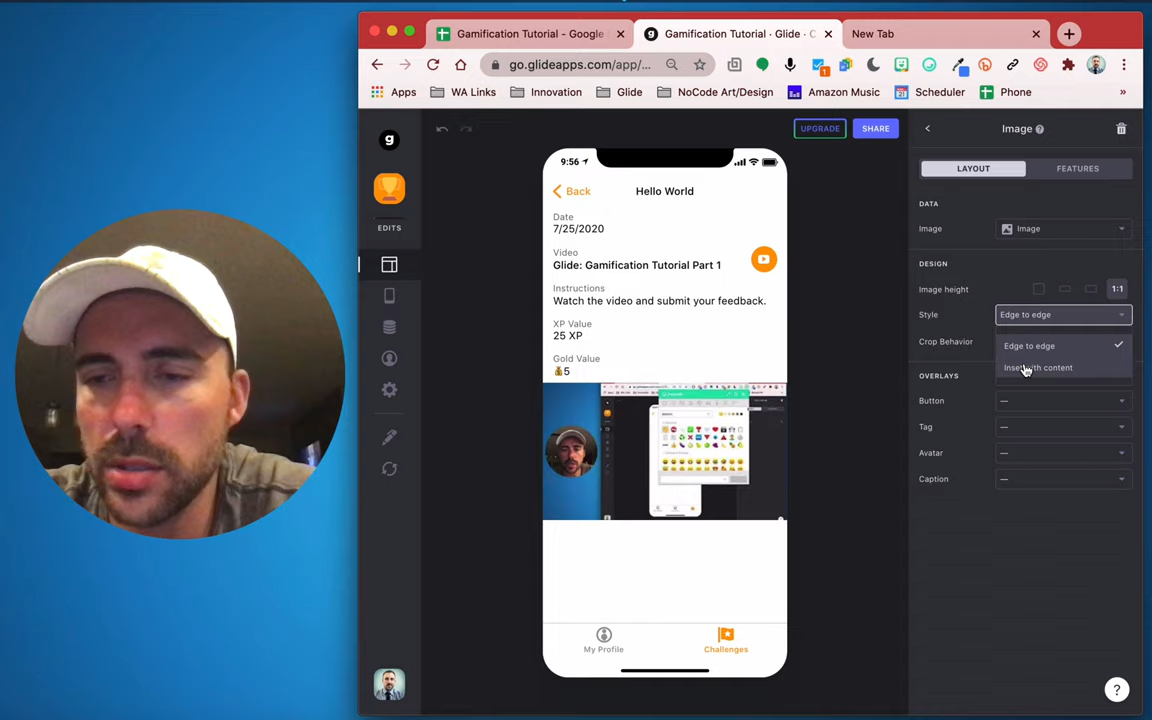 Gamification Tutorial - Google
Gamification Tutorial · Glide · C
New Tab
go.glideapps.com/app/...
Apps
WA Links
Innovation
Glide
NoCode Art/Design
Amazon Music
31
Scheduler
Phone
»
g
UPGRADE
SHARE
Image
LAYOUT
FEATURES
EDITS
9:56
Back
Hello World
Date
7/25/2020
Video
Glide: Gamification Tutorial Part 1
Instructions
Watch the video and submit your feedback.
XP Value
25 XP
Gold Value
💰5
My Profile
Challenges
DATA
Image
Image
DESIGN
Image height
1:1
Style
Edge to edge
Edge to edge
Crop Behavior
Inset with content
OVERLAYS
Button
—
Tag
—
Avatar
—
Caption
—
?